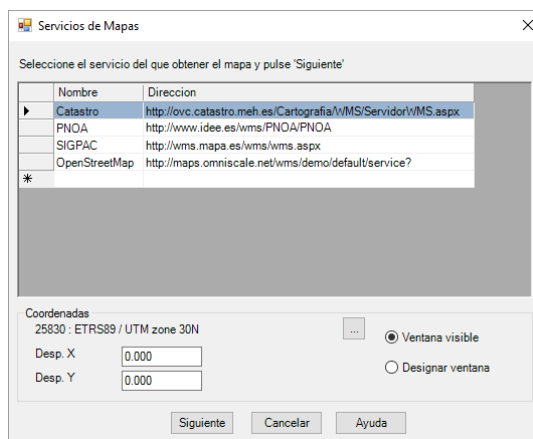 Servicios de Mapas
Seleccione el servicio del que obtener el mapa y pulse 'Siguiente'
Nombre Direccion
Catastro http://ovc.catastro.meh.es/Cartografia/WMS/ServidorWMS.aspx
PNOA http://www.idee.es/wms/PNOA/PNOA
SIGPAC http://wms.mapa.es/wms/wms.aspx
OpenStreetMap http://maps.omniscale.net/wms/demo/default/service?
Coordenadas
25830 : ETRS89 / UTM zone 30N ... Ventana visible
Desp. X 0.000
Designar ventana
Desp. Y 0.000
Siguiente Cancelar Ayuda